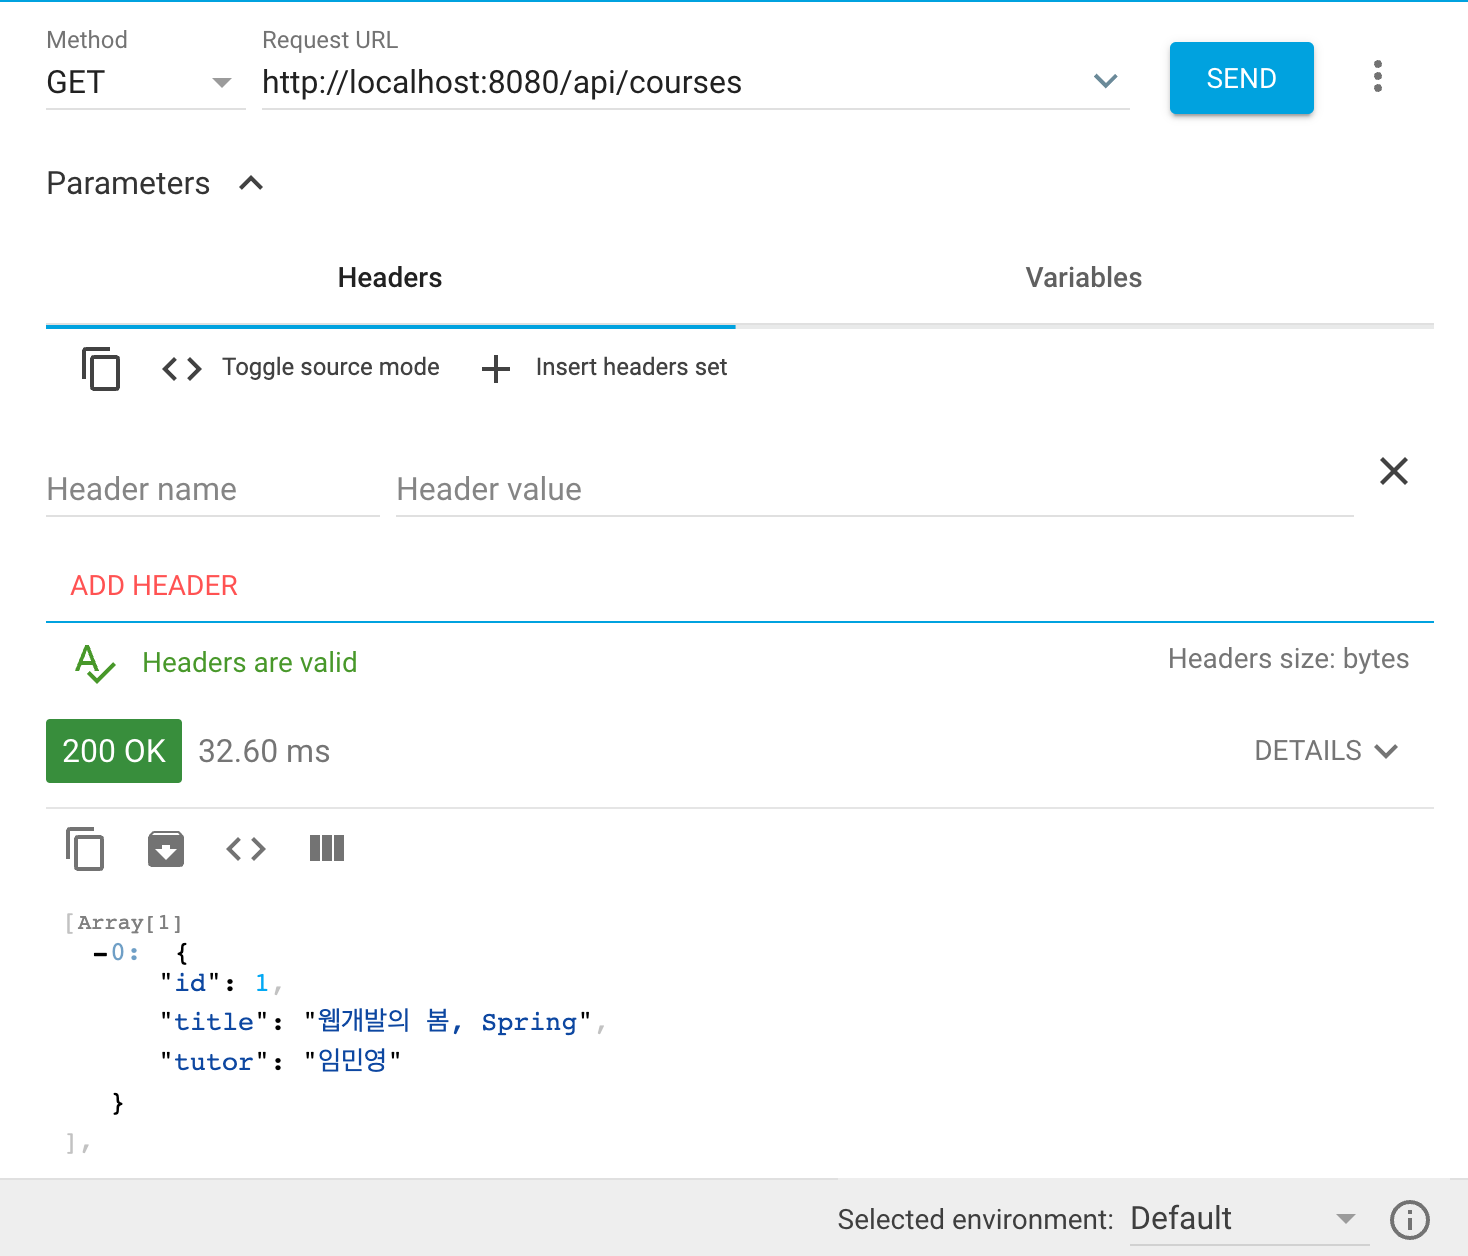 Method
Request URL
GET
http://localhost:8080/api/courses
SEND
Parameters
Headers
Variables
Toggle source mode
Insert headers set
Header name
Header value
ADD HEADER
Headers are valid
Headers size: bytes
200 OK
32.60 ms
DETAILS
[Array[1]
-0: {
"id": 1,
"title": "웹개발의 봄, Spring",
"tutor": "임민영"
}
],
Selected environment:
Default